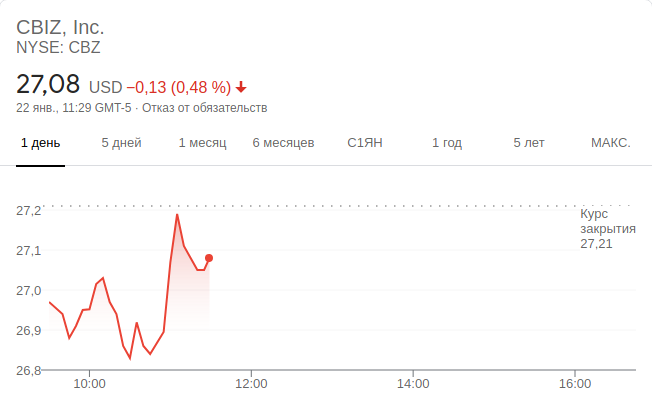 CBIZ, Inc.
NYSE: CBZ
27,08 USD −0,13 (0,48 %)
22 янв., 11:29 GMT-5 · Отказ от обязательств
1 день 5 дней 1 месяц 6 месяцев С1ЯН 1 год 5 лет МАКС.
27,2
Курс
закрытия
27,21
27,1
27,0
26,9
26,8
10:00 12:00 14:00 16:00